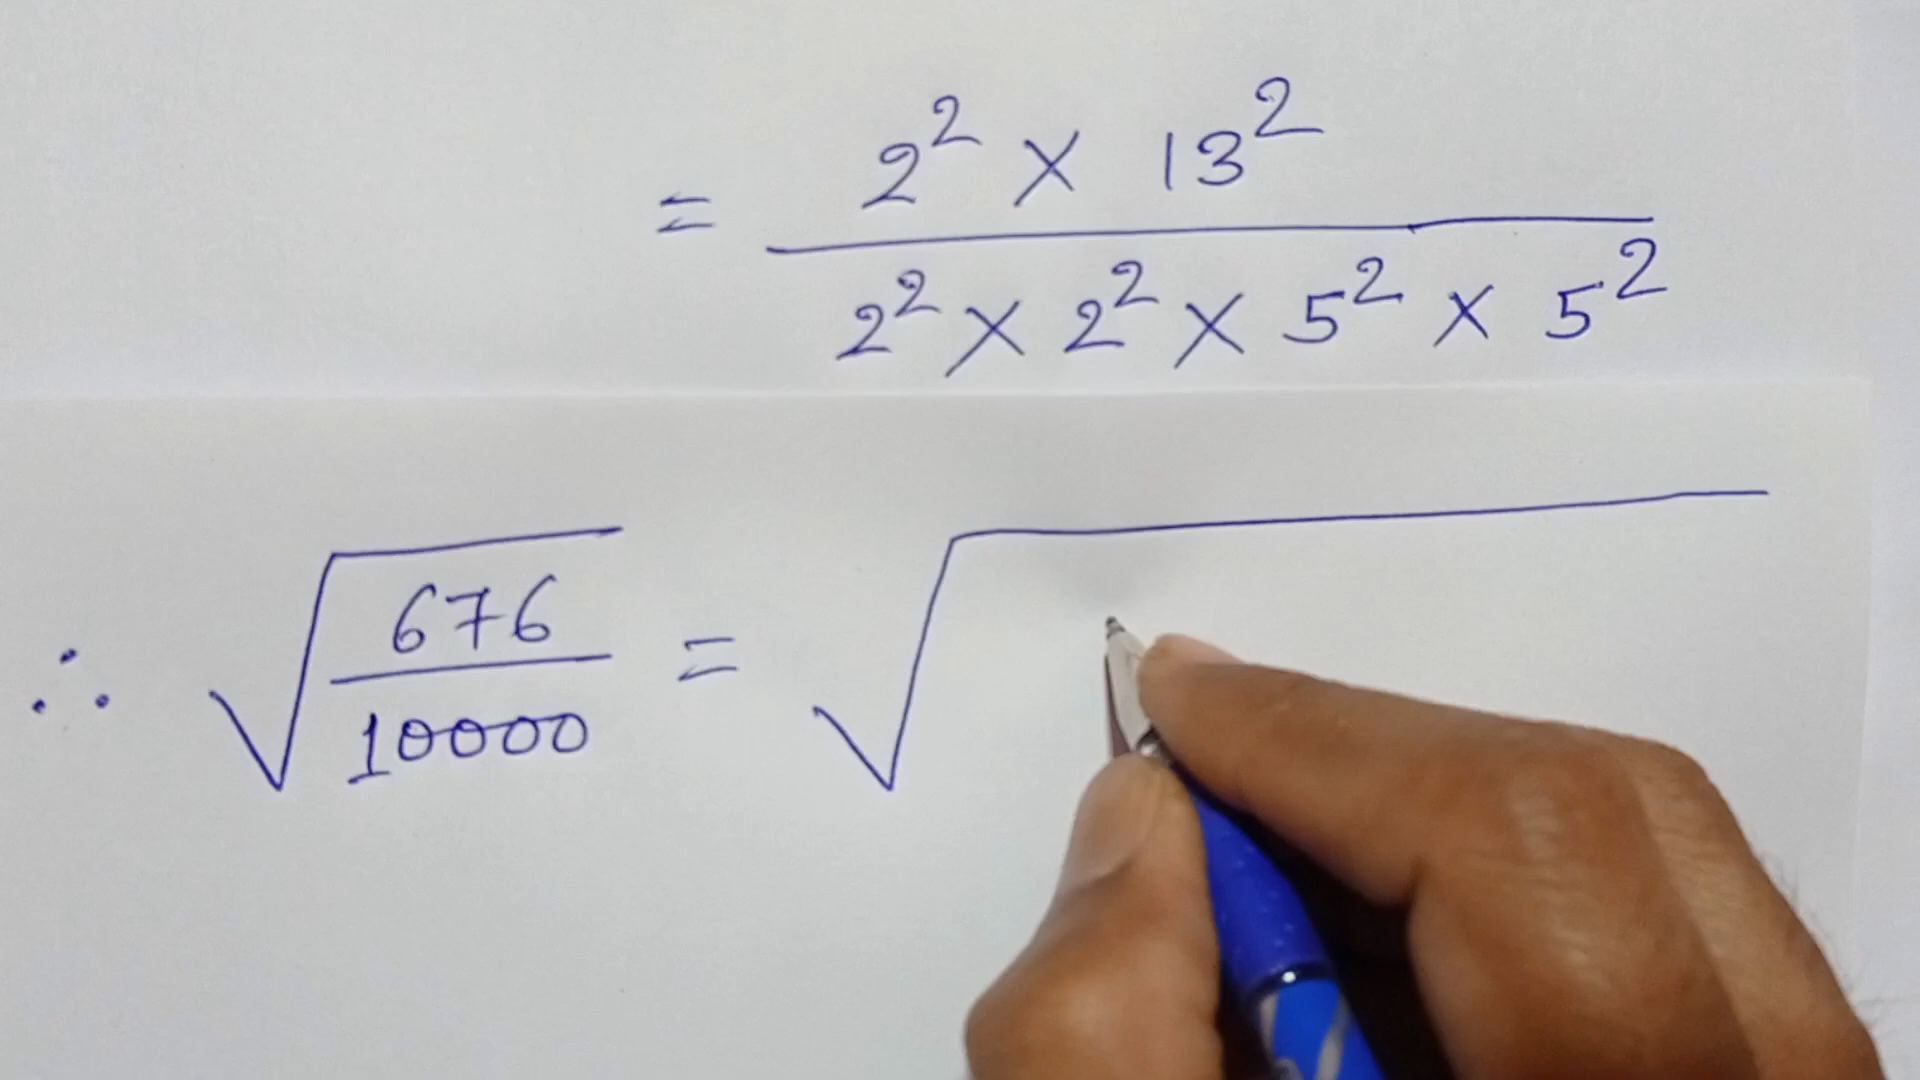 = 2² × 13² / 2² × 2² × 5² × 5²
∴ √(676/10000) = √